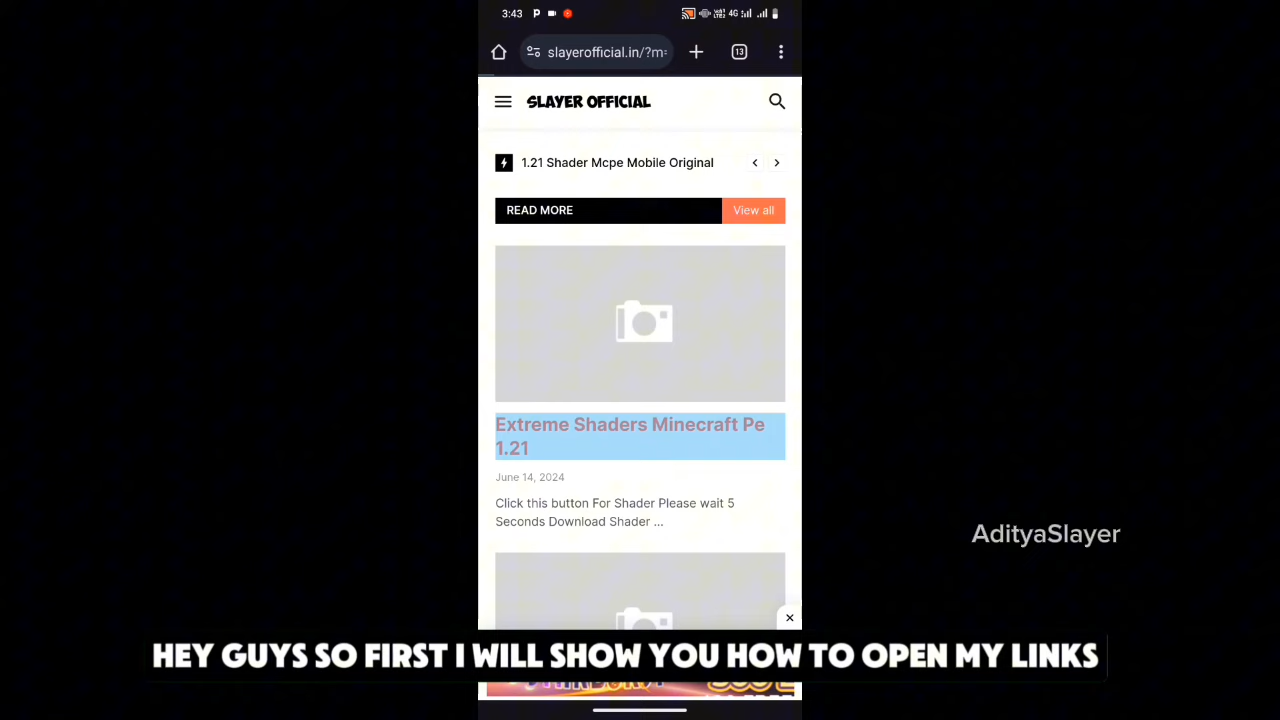 3:43
4G
slayerofficial.in/?m=
13
SLAYER OFFICIAL
1.21 Shader Mcpe Mobile Original
READ MORE
View all
Extreme Shaders Minecraft Pe
1.21
June 14, 2024
Click this button For Shader Please wait 5
Seconds Download Shader ...
AdityaSlayer
HEY GUYS SO FIRST I WILL SHOW YOU HOW TO OPEN MY LINKS